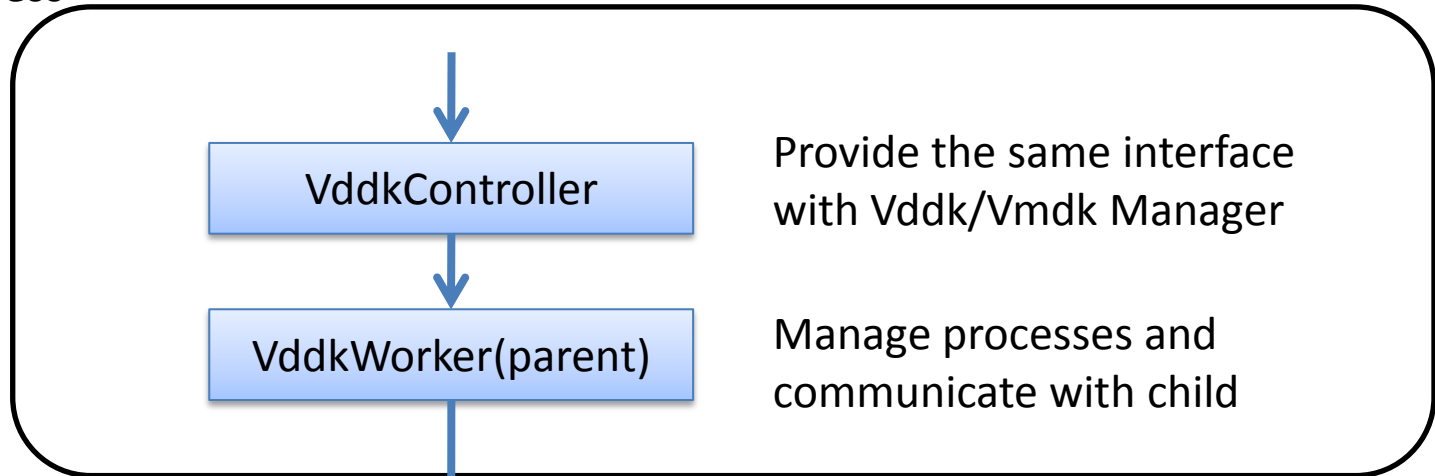 VddkController
Provide the same interface
with Vddk/Vmdk Manager
VddkWorker(parent)
Manage processes and
communicate with child